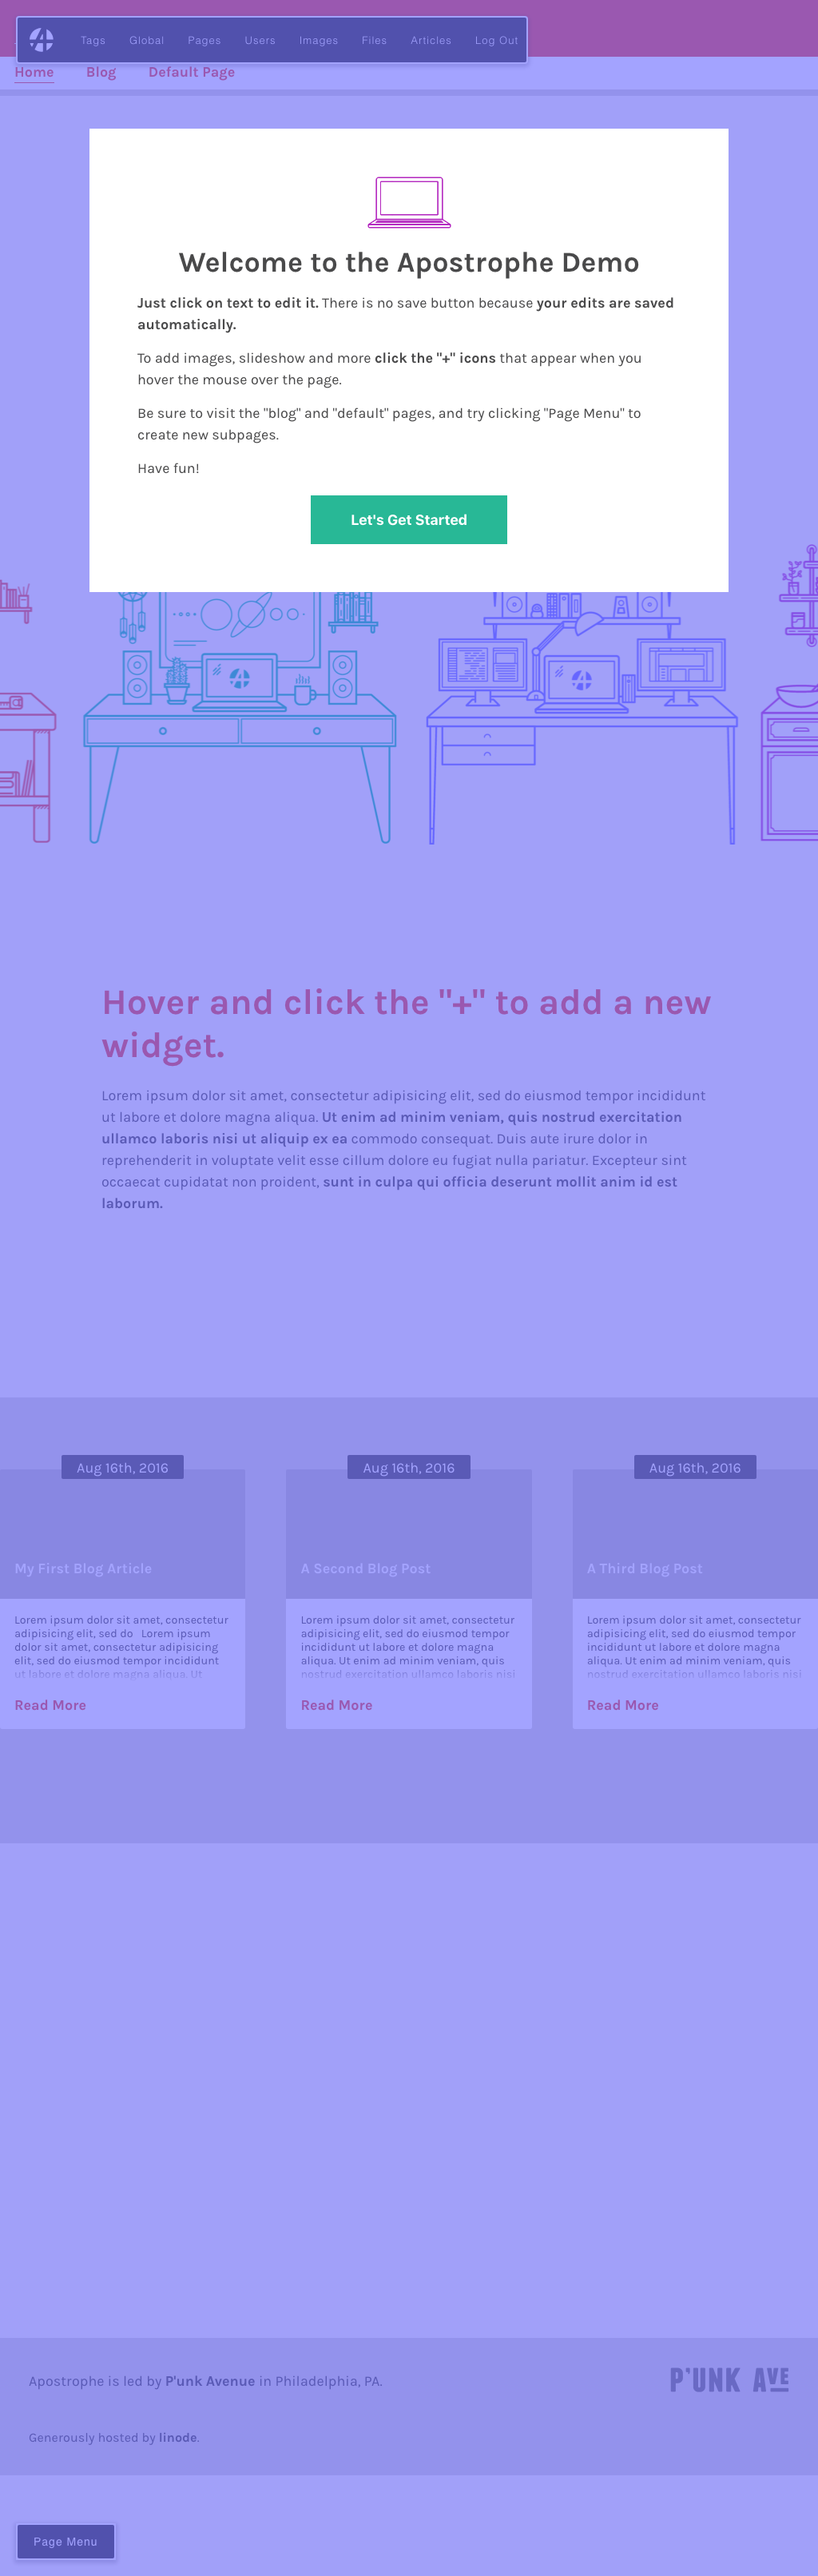 Tags Global Pages Users Images Files Articles Log Out
Home Blog Default Page
Welcome to the Apostrophe Demo
Just click on text to edit it. There is no save button because your edits are saved
automatically.
To add images, slideshow and more click the "+" icons that appear when you
hover the mouse over the page.
Be sure to visit the "blog" and "default" pages, and try clicking "Page Menu" to
create new subpages.
Have fun!
Let's Get Started
Hover and click the "+" to add a new
widget.
Lorem ipsum dolor sit amet, consectetur adipisicing elit, sed do eiusmod tempor incididunt
ut labore et dolore magna aliqua. Ut enim ad minim veniam, quis nostrud exercitation
ullamco laboris nisi ut aliquip ex ea commodo consequat. Duis aute irure dolor in
reprehenderit in voluptate velit esse cillum dolore eu fugiat nulla pariatur. Excepteur sint
occaecat cupidatat non proident, sunt in culpa qui officia deserunt mollit anim id est
laborum.
Aug 16th, 2016
My First Blog Article
Lorem ipsum dolor sit amet, consectetur
adipisicing elit, sed do Lorem ipsum
dolor sit amet, consectetur adipisicing
elit, sed do eiusmod tempor incididunt
ut labore et dolore magna aliqua. Ut
Read More
Aug 16th, 2016
A Second Blog Post
Lorem ipsum dolor sit amet, consectetur
adipisicing elit, sed do eiusmod tempor
incididunt ut labore et dolore magna
aliqua. Ut enim ad minim veniam, quis
nostrud exercitation ullamco laboris nisi
Read More
Aug 16th, 2016
A Third Blog Post
Lorem ipsum dolor sit amet, consectetur
adipisicing elit, sed do eiusmod tempor
incididunt ut labore et dolore magna
aliqua. Ut enim ad minim veniam, quis
nostrud exercitation ullamco laboris nisi
Read More
Apostrophe is led by P'unk Avenue in Philadelphia, PA.
P'UNK AVE
Generously hosted by linode.
Page Menu